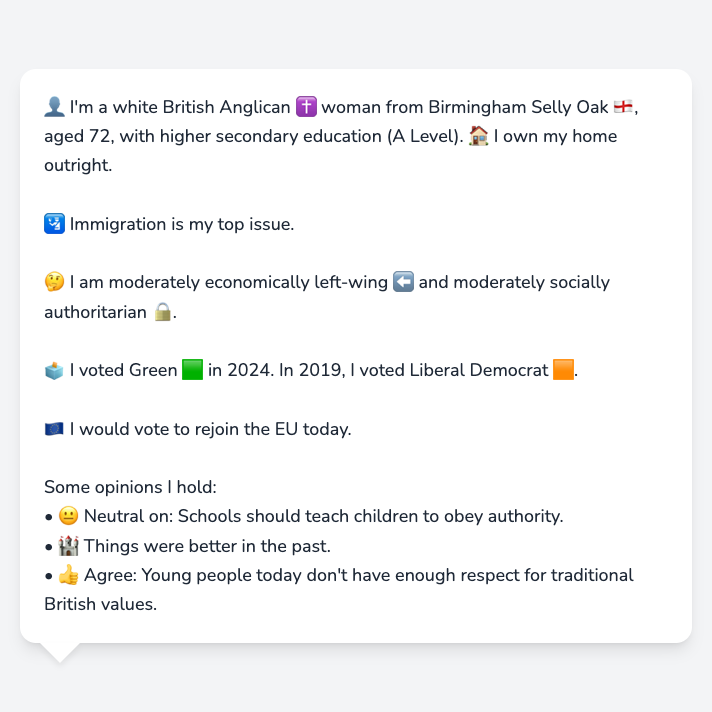 👤 I'm a white British Anglican ✝️ woman from Birmingham Selly Oak 🏴󠁧󠁢󠁥󠁮󠁧󠁿,
aged 72, with higher secondary education (A Level). 🏠 I own my home
outright.
🛂 Immigration is my top issue.
🤔 I am moderately economically left-wing ⬅️ and moderately socially
authoritarian 🔒.
🗳️ I voted Green 🟩 in 2024. In 2019, I voted Liberal Democrat 🟧.
🇪🇺 I would vote to rejoin the EU today.
Some opinions I hold:
• 😐 Neutral on: Schools should teach children to obey authority.
• 🏰 Things were better in the past.
• 👍 Agree: Young people today don't have enough respect for traditional
British values.